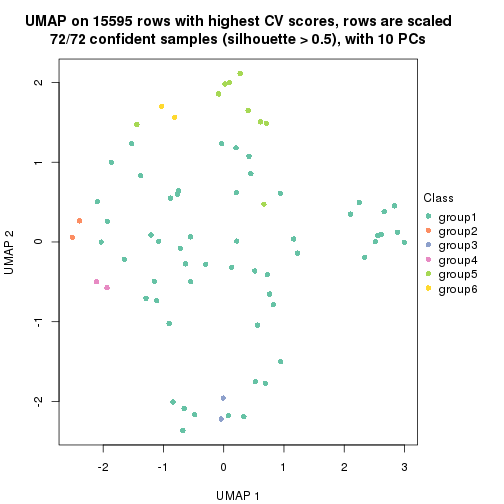 UMAP on 15595 rows with highest CV scores, rows are scaled
72/72 confident samples (silhouette > 0.5), with 10 PCs
2
1
0
-1
-2
UMAP 2
-2
-1
0
1
2
3
UMAP 1
Class
group1
group2
group3
group4
group5
group6